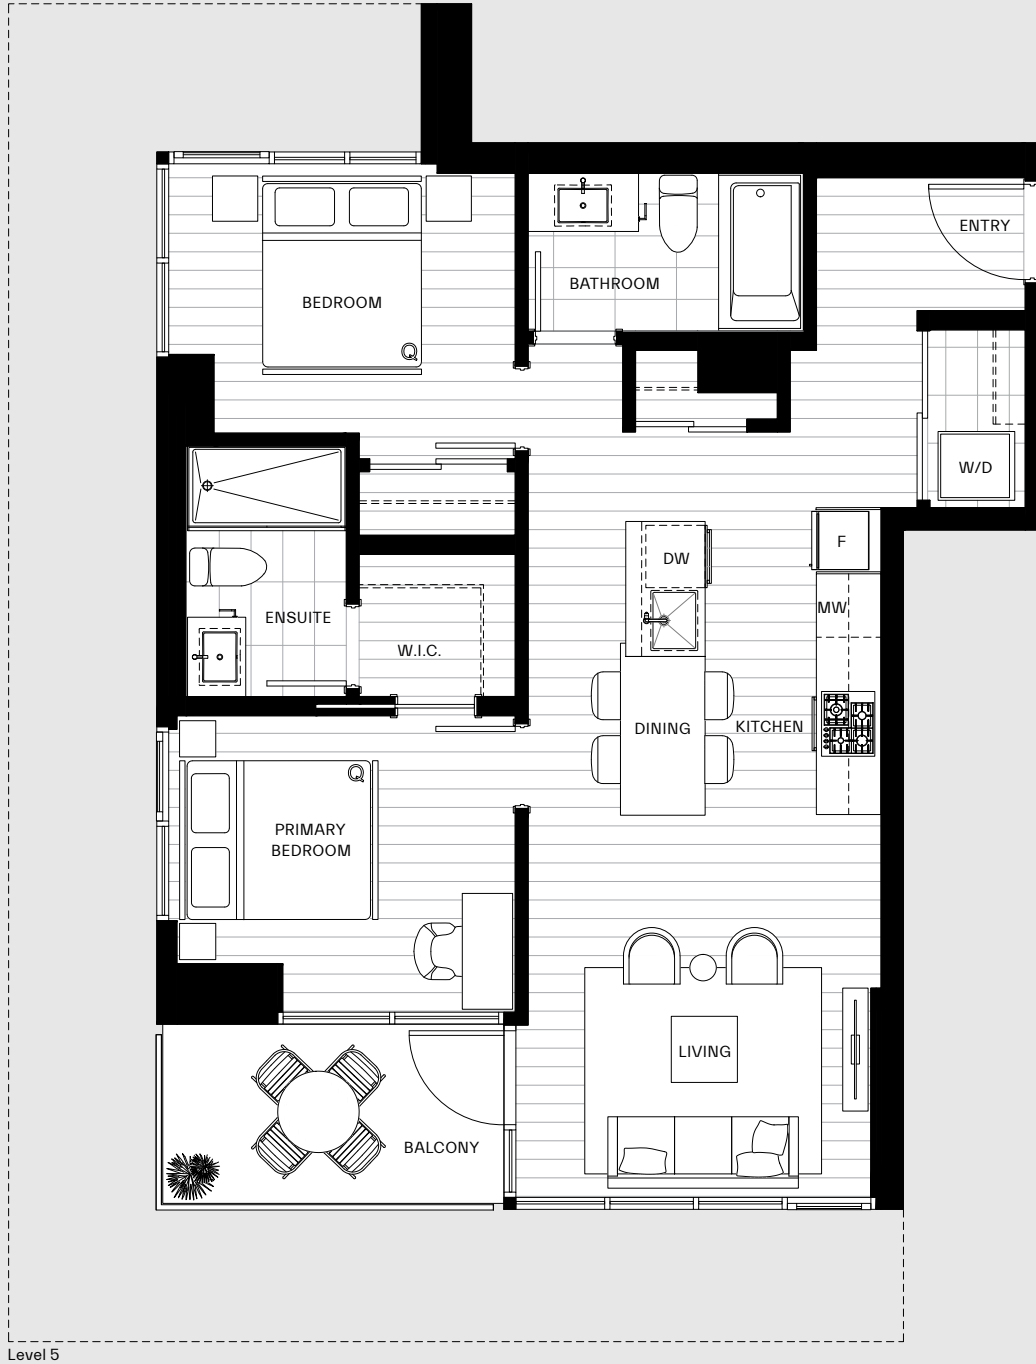 ENTRY
BATHROOM
BEDROOM
Q
W/D
F
DW
MW
ENSUITE
W.I.C.
DINING
KITCHEN
Q
PRIMARY
BEDROOM
LIVING
BALCONY
Level 5